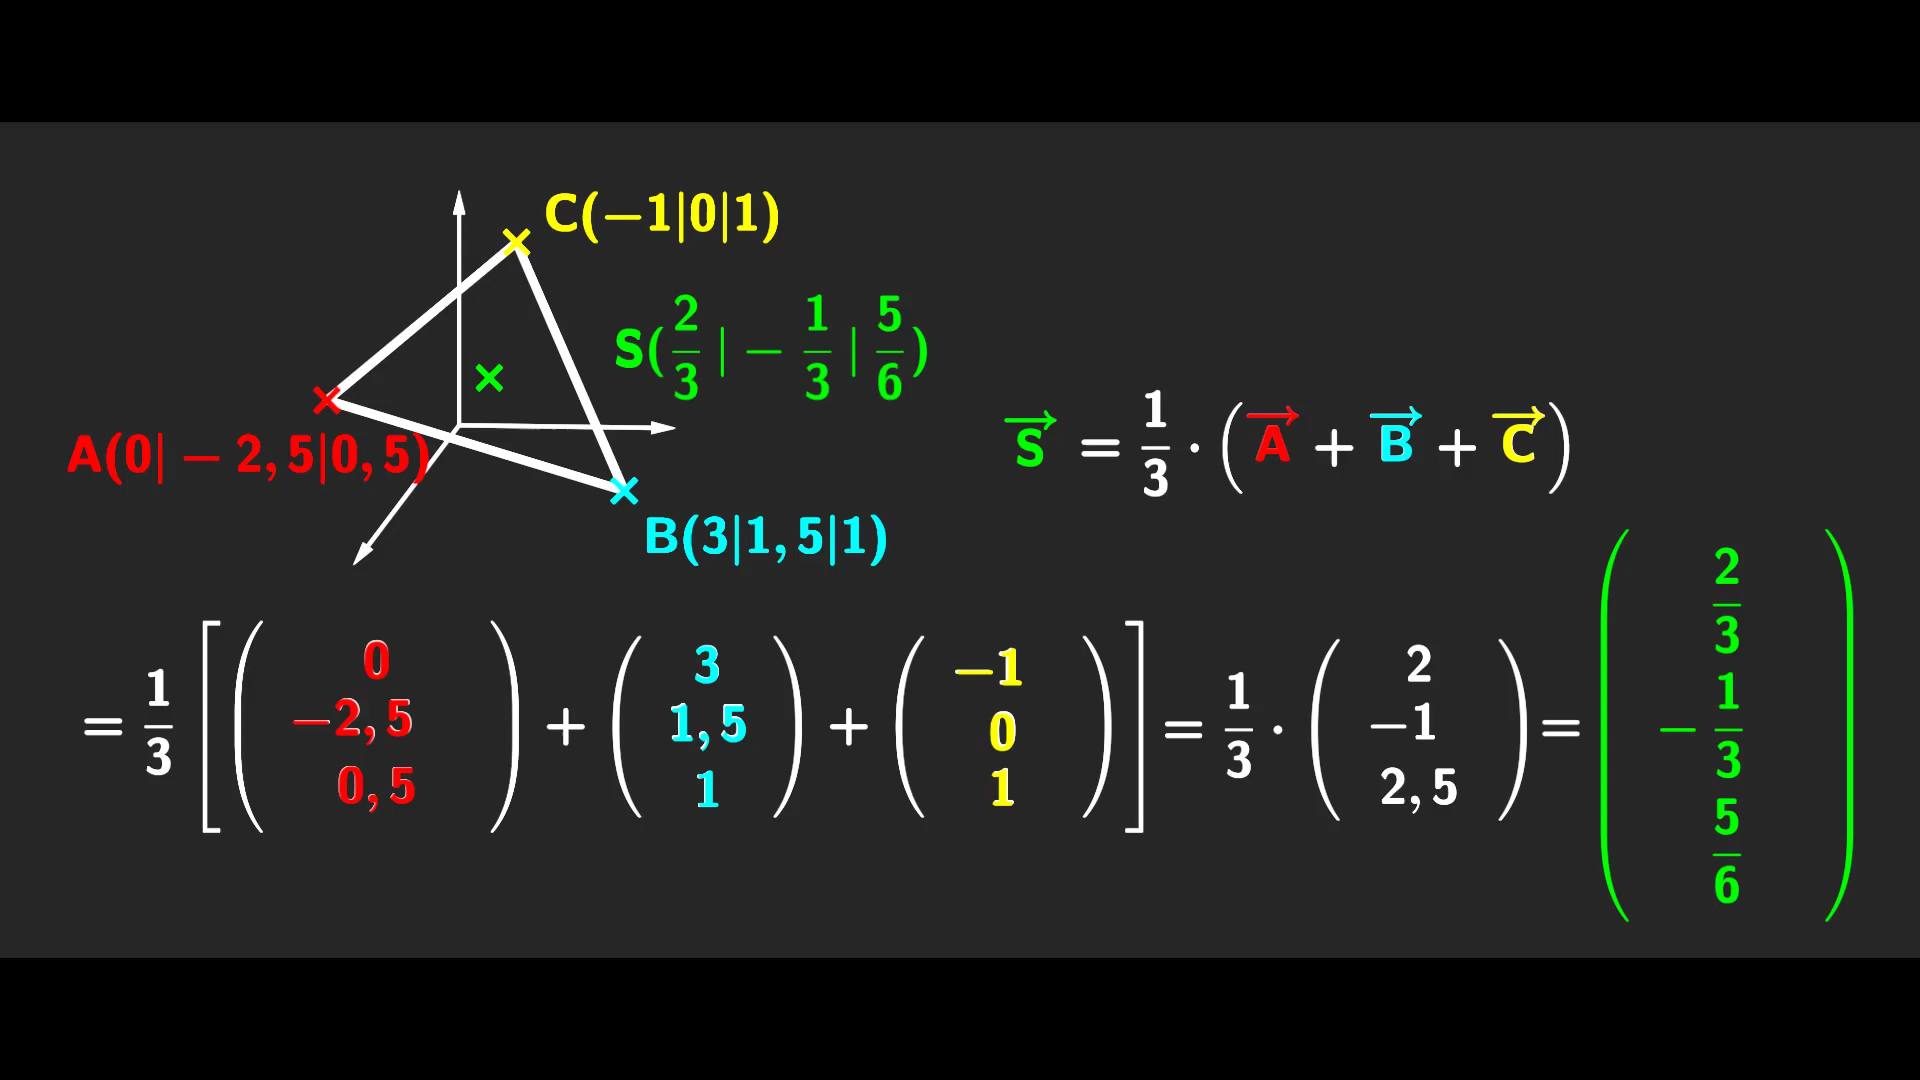 C(−1|0|1)
S(2/3 | − 1/3 | 5/6)
A(0| − 2,5|0,5)
B(3|1,5|1)
S⃗ = 1/3 · (A⃗ + B⃗ + C⃗)
= 1/3 [(0 −2,5 0,5) + (3 1,5 1) + (−1 0 1)] = 1/3 · (2 −1 2,5) = (2/3 −1/3 5/6)